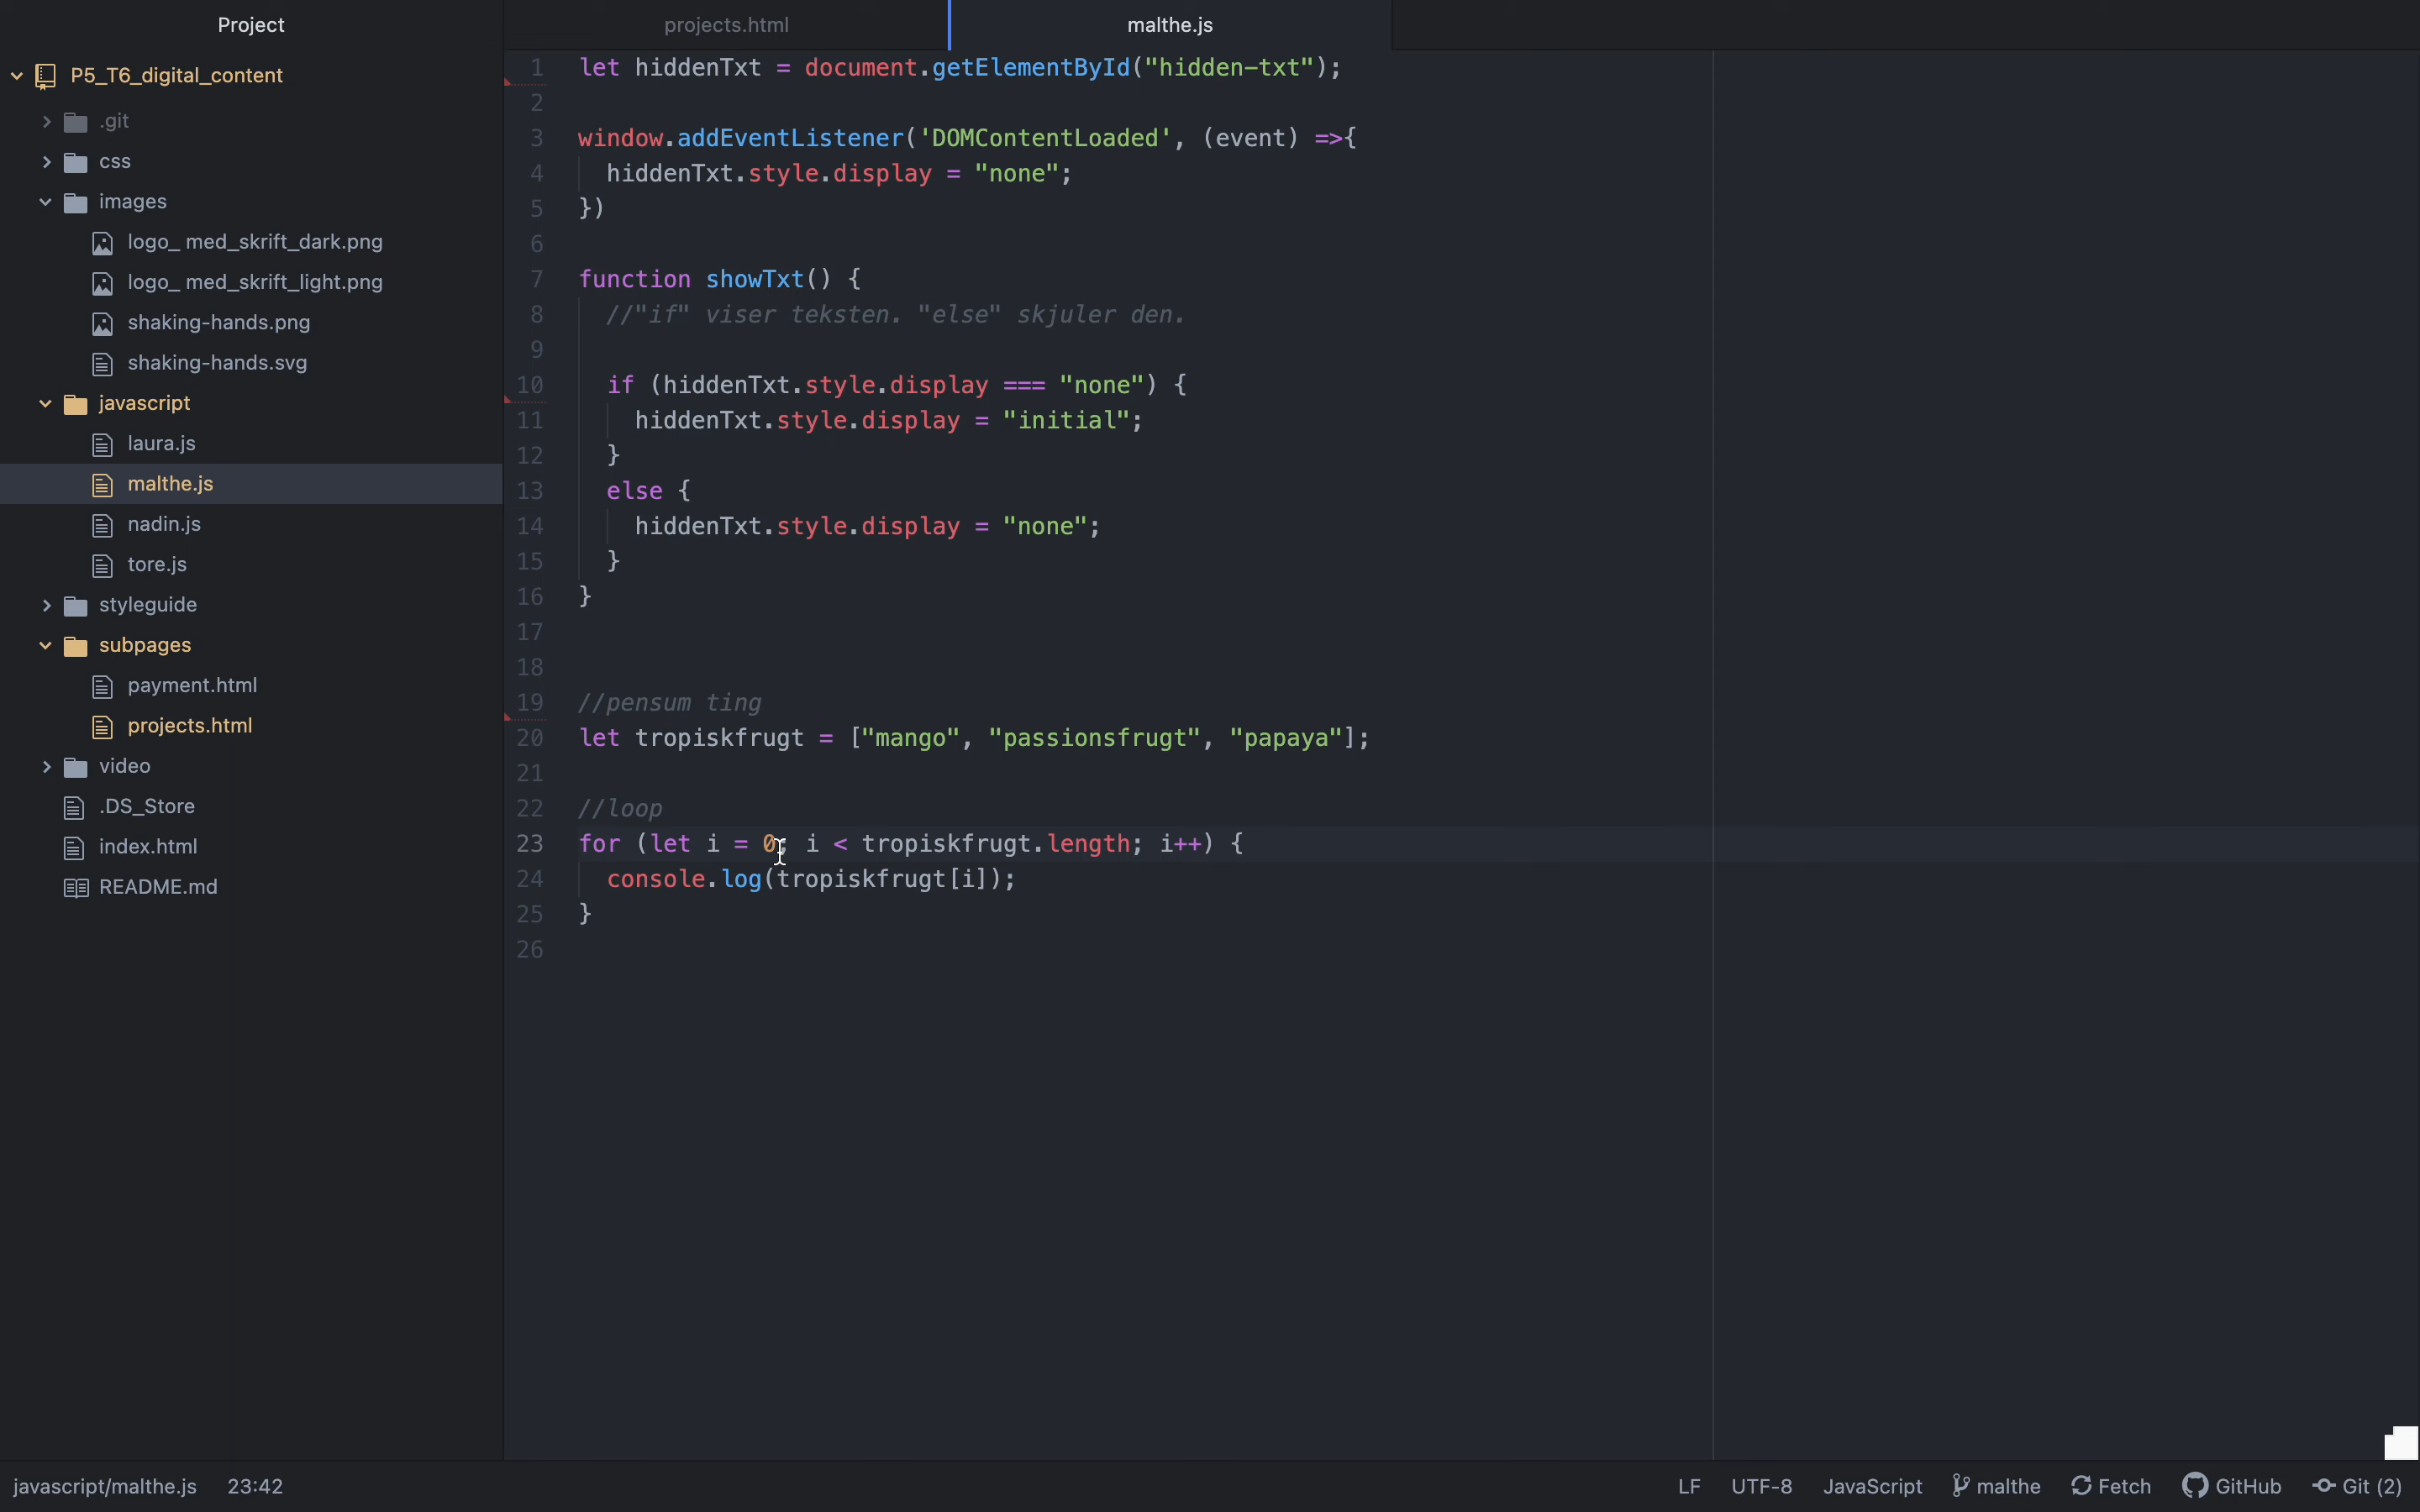 Project
P5_T6_digital_content
.git
css
images
logo_ med_skrift_dark.png
logo_ med_skrift_light.png
shaking-hands.png
shaking-hands.svg
javascript
laura.js
malthe.js
nadin.js
tore.js
styleguide
subpages
payment.html
projects.html
video
.DS_Store
index.html
README.md
projects.html
malthe.js
1 let hiddenTxt = document.getElementById("hidden-txt");
2
3 window.addEventListener('DOMContentLoaded', (event) =>{
4 hiddenTxt.style.display = "none";
5 })
6
7 function showTxt() {
8 //"if" viser teksten. "else" skjuler den.
9
10 if (hiddenTxt.style.display === "none") {
11 hiddenTxt.style.display = "initial";
12 }
13 else {
14 hiddenTxt.style.display = "none";
15 }
16 }
17
18
19 //pensum ting
20 let tropiskfrugt = ["mango", "passionsfrugt", "papaya"];
21
22 //loop
23 for (let i = 0; i < tropiskfrugt.length; i++) {
24 console.log(tropiskfrugt[i]);
25 }
26
javascript/malthe.js 23:42
LF UTF-8 JavaScript malthe Fetch GitHub Git (2)